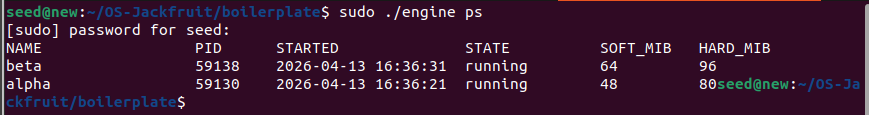 seed@new:~/OS-Jackfruit/boilerplate$ sudo ./engine ps
[sudo] password for seed:
NAME PID STARTED STATE SOFT_MIB HARD_MIB
beta 59138 2026-04-13 16:36:31 running 64 96
alpha 59130 2026-04-13 16:36:21 running 48 80seed@new:~/OS-Ja
ckfruit/boilerplate$